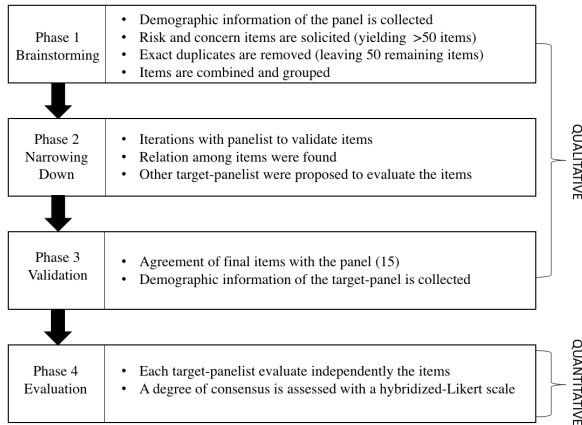 Phase 1
Brainstorming
• Demographic information of the panel is collected
• Risk and concern items are solicited (yielding >50 items)
• Exact duplicates are removed (leaving 50 remaining items)
• Items are combined and grouped
Phase 2
Narrowing
Down
• Iterations with panelist to validate items
• Relation among items were found
• Other target-panelist were proposed to evaluate the items
Phase 3
Validation
• Agreement of final items with the panel (15)
• Demographic information of the target-panel is collected
QUALITATIVE
Phase 4
Evaluation
• Each target-panelist evaluate independently the items
• A degree of consensus is assessed with a hybridized-Likert scale
QUANTITATIVE